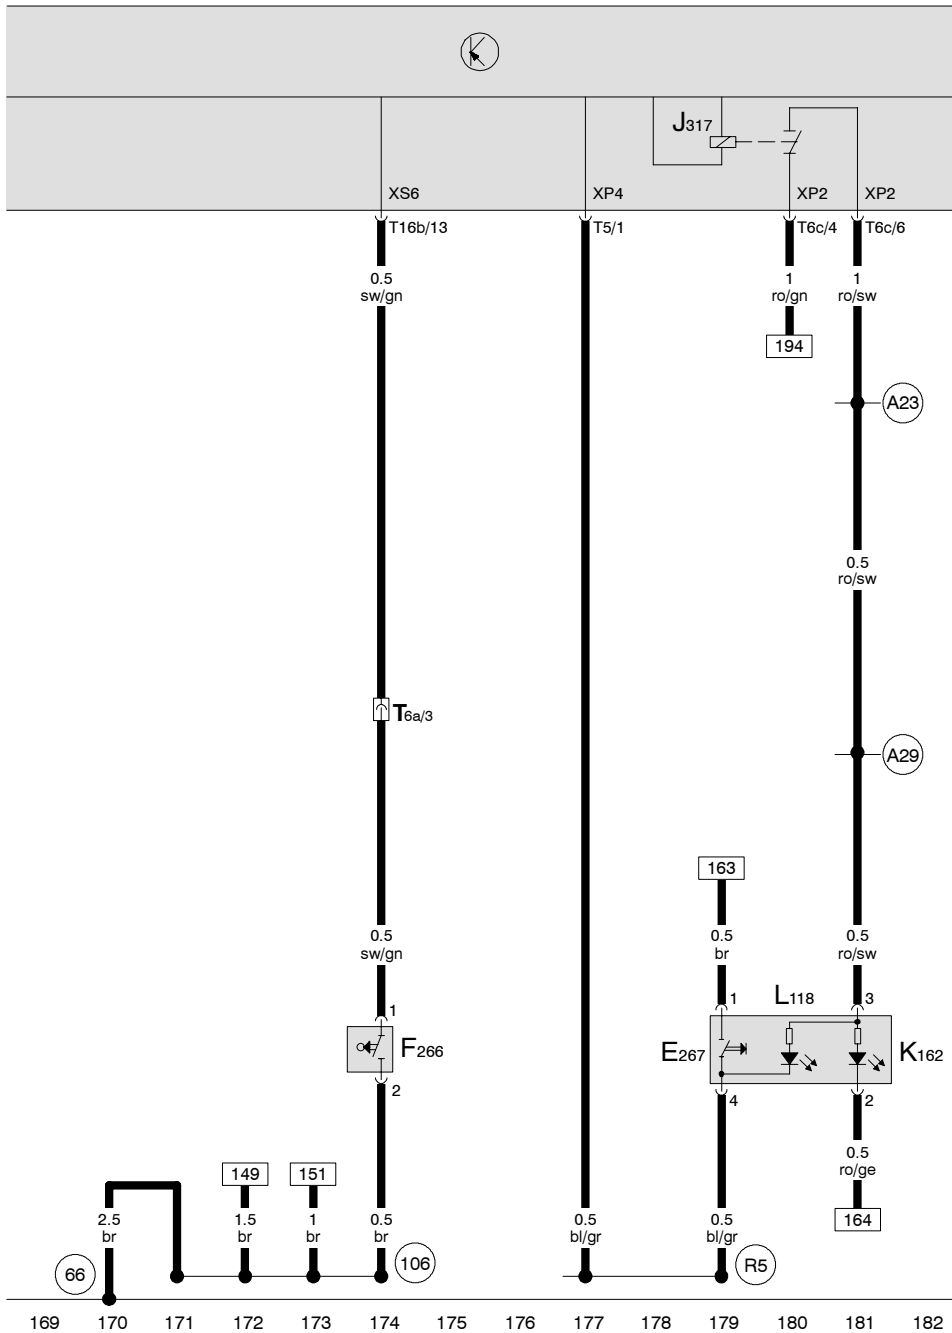 J317
XS6
XP4
XP2
XP2
T16b/13
T5/1
T6c/4
T6c/6
0.5
sw/gn
1
ro/gn
1
ro/sw
194
A23
0.5
ro/sw
T6a/3
A29
163
0.5
sw/gn
0.5
br
0.5
ro/sw
1
1
L118
3
F266
E267
K162
2
4
2
0.5
ro/ge
149
151
164
2.5
br
1.5
br
1
br
0.5
br
0.5
bl/gr
0.5
bl/gr
66
106
R5
169 170 171 172 173 174 175 176 177 178 179 180 181 182